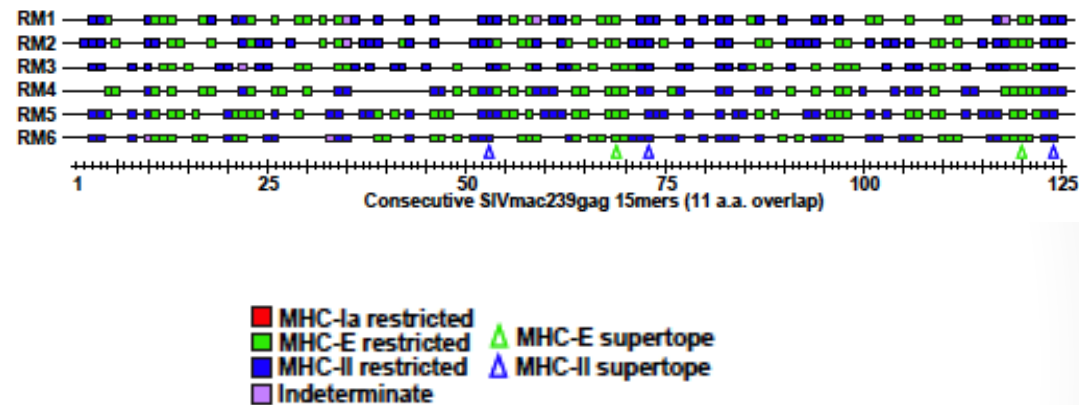 RM1
RM2
RM3
RM4
RM5
RM6
1 25 50 75 100 125
Consecutive SIVmac239gag 15mers (11 a.a. overlap)
MHC-Ia restricted
MHC-E restricted
MHC-II restricted
Indeterminate
MHC-E supertope
MHC-II supertope